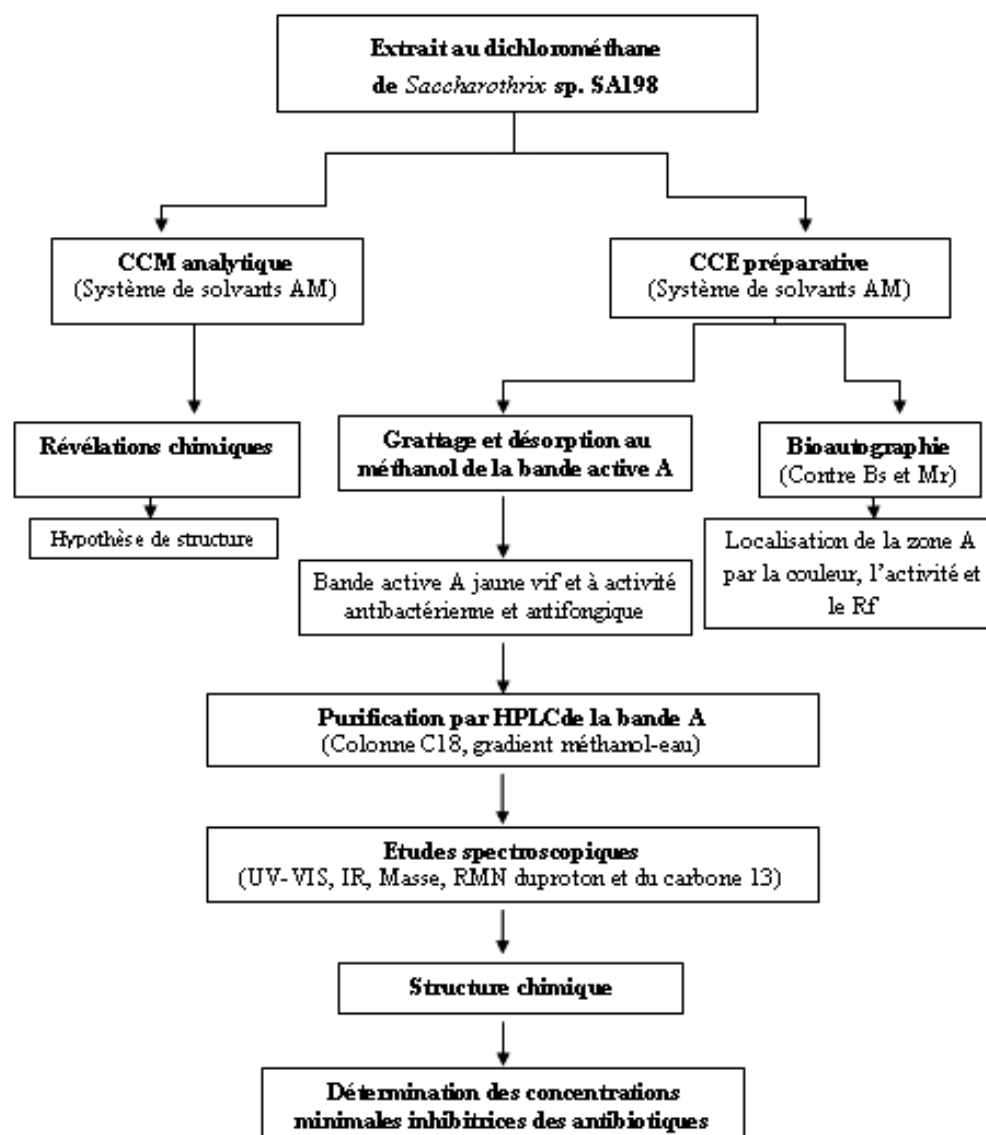 Extrait au dichlorométhane
de Saccharothrix sp. SA198
CCM analytique
(Système de solvants AM)
CCE préparative
(Système de solvants AM)
Révélations chimiques
Grattage et désorption au
méthanol de la bande active A
Bioautographie
(Contre Bs et Mr)
Hypothèse de structure
Localisation de la zone A
par la couleur, l'activité et
le Rf
Bande active A jaune vif et à activité
antibactérienne et antifongique
Purification par HPLCde la bande A
(Colonne C18, gradient méthanol-eau)
Etudes spectroscopiques
(UV-VIS, IR, Masse, RMN duproton et du carbone 13)
Structure chimique
Détermination des concentrations
minimales inhibitrices des antibiotiques